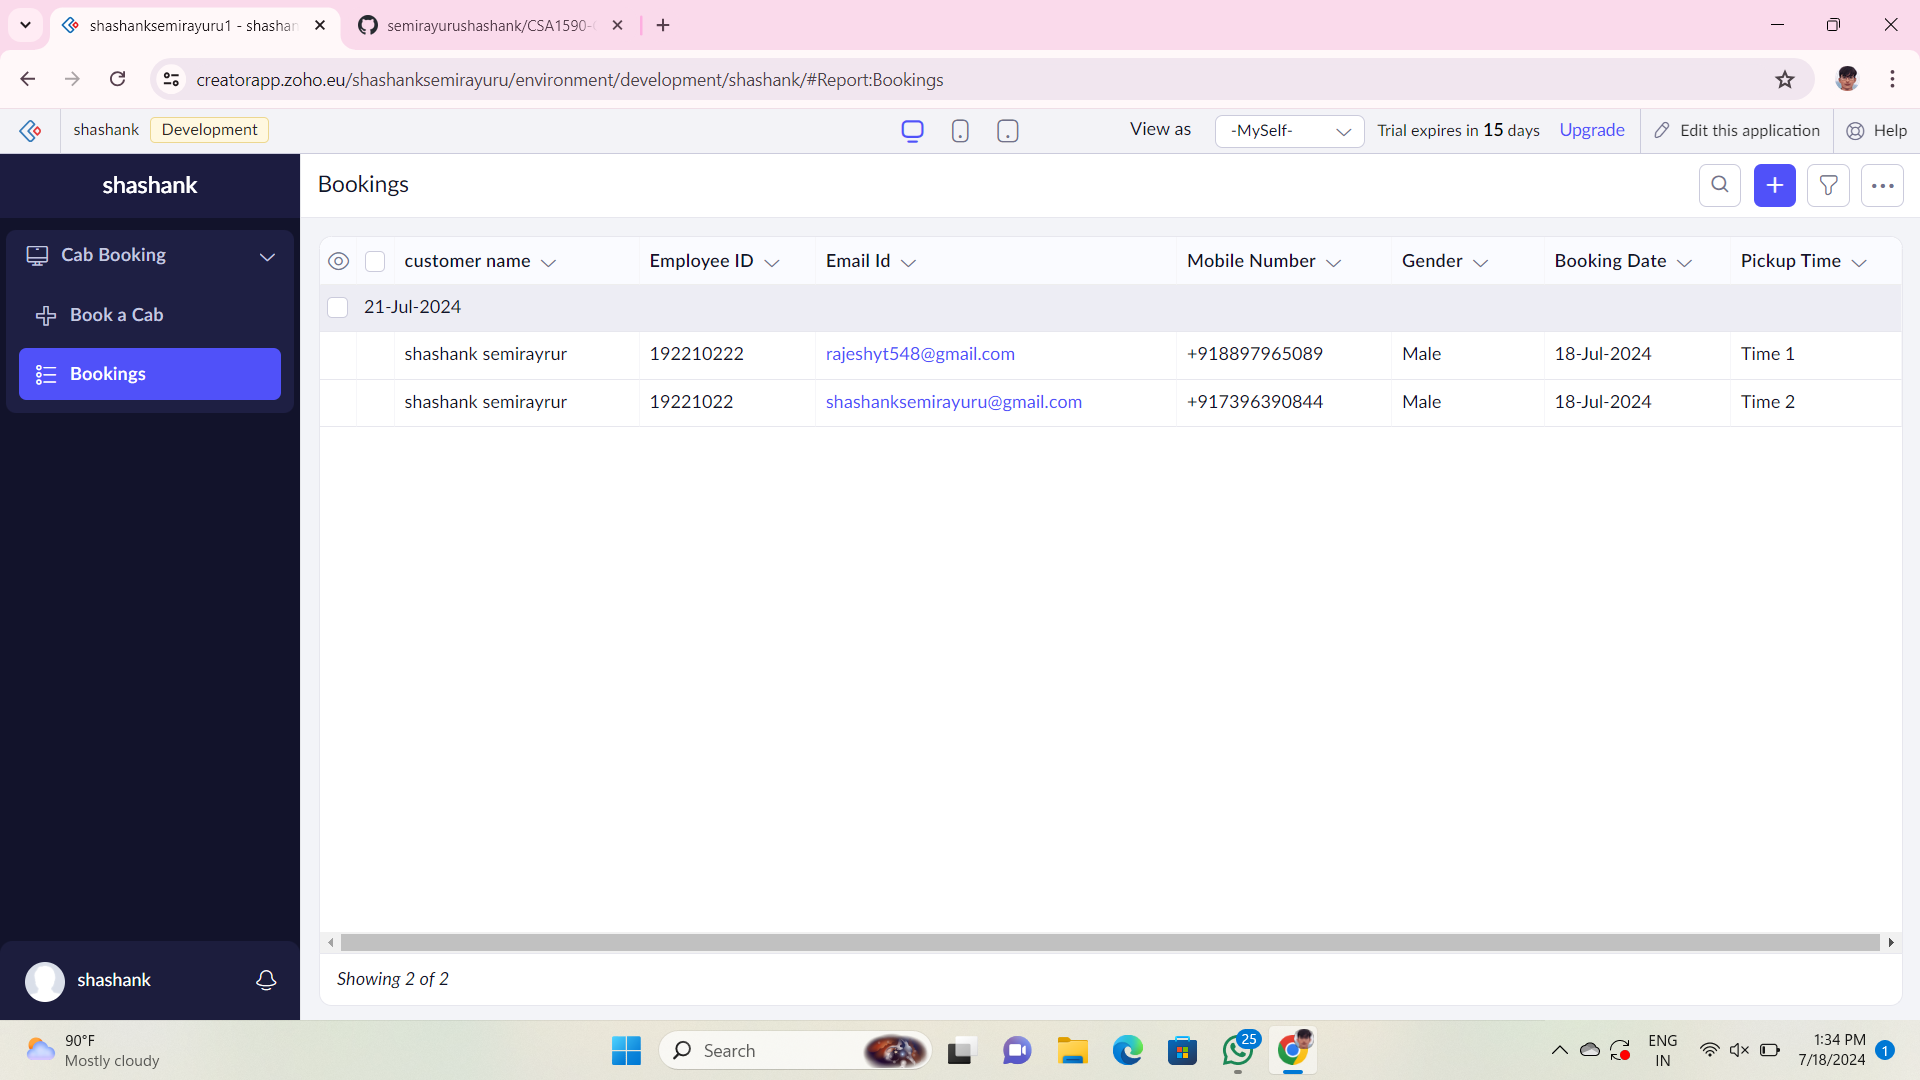 shashanksemirayuru1 - shashan
semirayurushashank/CSA1590-
creatorapp.zoho.eu/shashanksemirayuru/environment/development/shashank/#Report:Bookings
shashank Development View as -MySelf- Trial expires in 15 days Upgrade Edit this application Help
shashank
Cab Booking
Book a Cab
Bookings
Bookings
customer name Employee ID Email Id Mobile Number Gender Booking Date Pickup Time
21-Jul-2024
shashank semirayrur 192210222 rajeshyt548@gmail.com +918897965089 Male 18-Jul-2024 Time 1
shashank semirayrur 19221022 shashanksemirayuru@gmail.com +917396390844 Male 18-Jul-2024 Time 2
Showing 2 of 2
shashank
90°F
Mostly cloudy
Search
25
ENG
IN
1:34 PM
7/18/2024
1